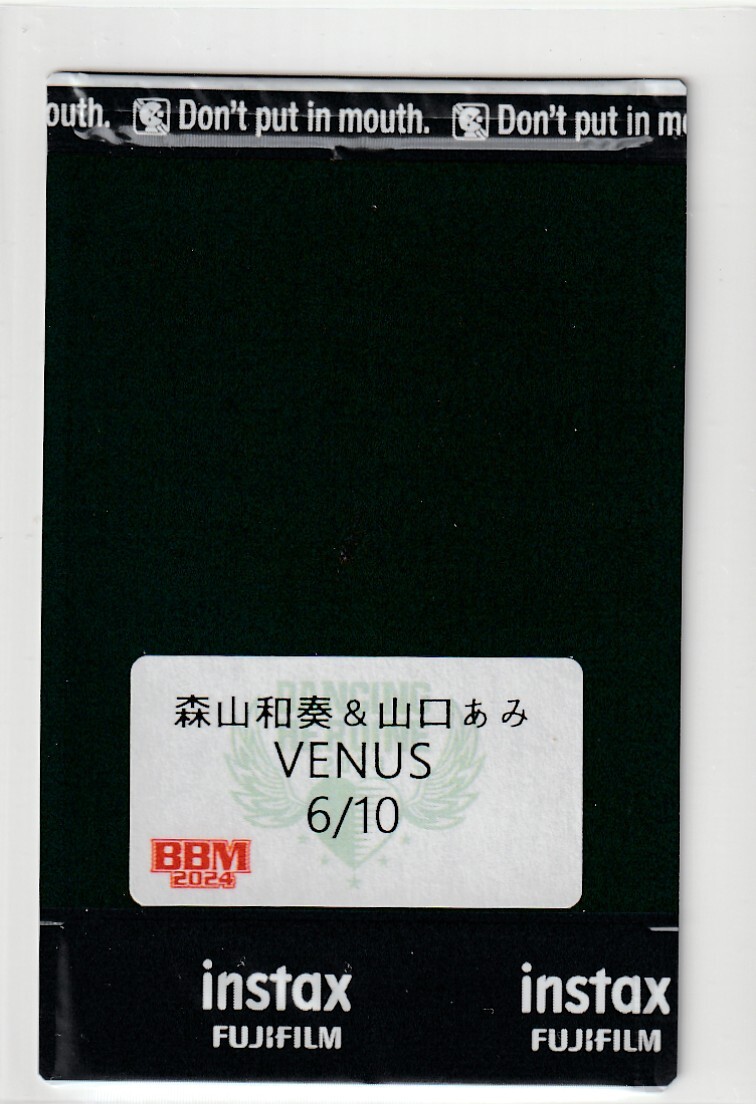 outh. Don't put in mouth. Don't put in m
DANCING
森山和奏&山口あみ
VENUS
6/10
BBM
2024
instax instax
FUJIFILM FUJIFILM